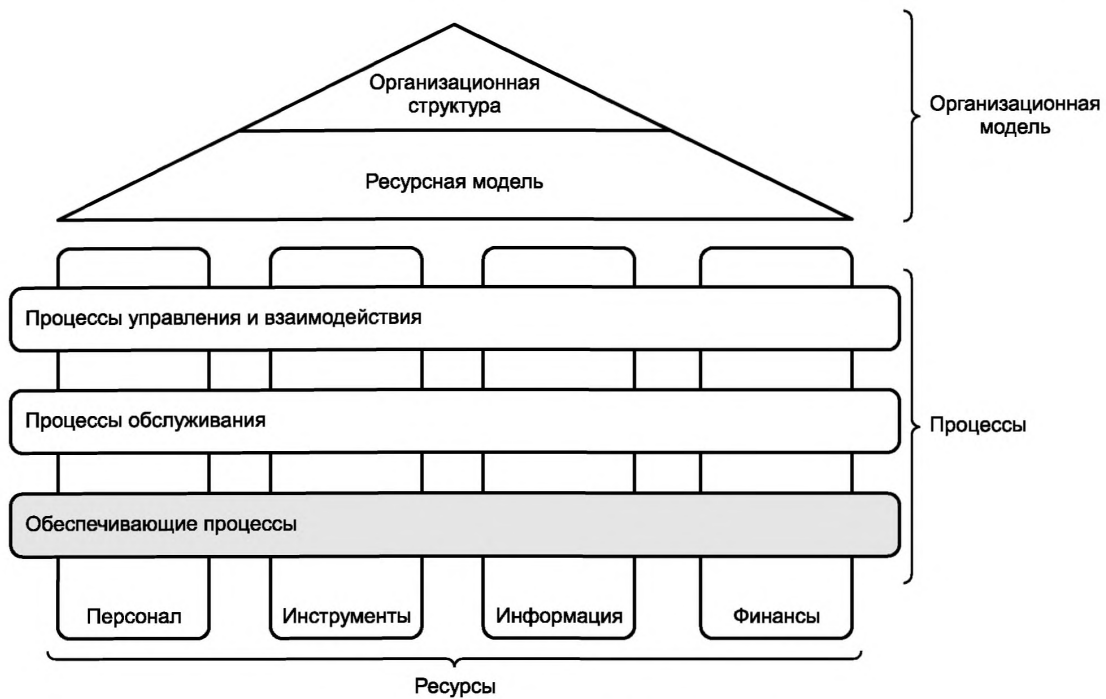 Организационная
структура
Организационная
модель
Ресурсная модель
Процессы управления и взаимодействия
Процессы обслуживания
Процессы
Обеспечивающие процессы
Персонал
Инструменты
Информация
Финансы
Ресурсы